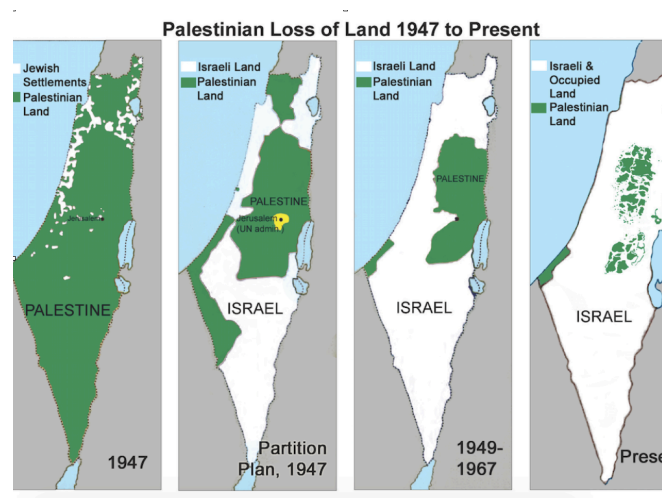 Palestinian Loss of Land 1947 to Present
Jewish
Settlements
Palestinian
Land
Jerusalem
PALESTINE
1947
Israeli Land
Palestinian
Land
PALESTINE
Jerusalem
(UN admin.)
ISRAEL
Partition
Plan, 1947
Israeli Land
Palestinian
Land
PALESTINE
ISRAEL
1949-
1967
Israeli &
Occupied
Land
Palestinian
Land
ISRAEL
Prese